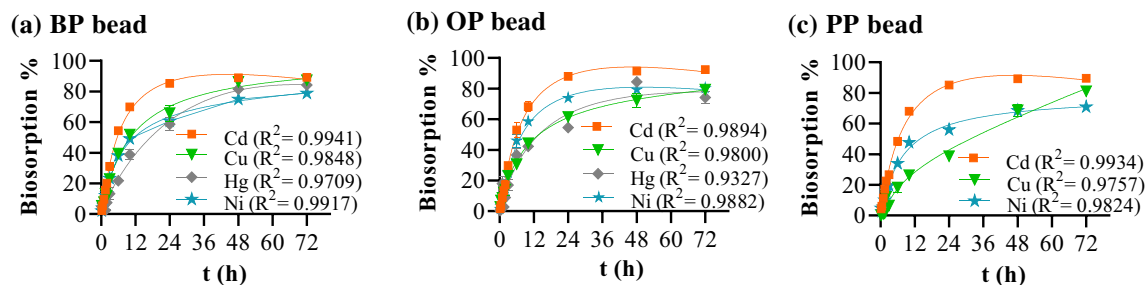 (a) BP bead
Biosorption %
100
80
60
40
20
0
Cd (R²= 0.9941)
Cu (R²= 0.9848)
Hg (R²= 0.9709)
Ni (R²= 0.9917)
0 12 24 36 48 60 72
t (h)
(b) OP bead
Biosorption %
100
80
60
40
20
0
Cd (R²= 0.9894)
Cu (R²= 0.9800)
Hg (R²= 0.9327)
Ni (R²= 0.9882)
0 12 24 36 48 60 72
t (h)
(c) PP bead
Biosorption %
100
80
60
40
20
0
Cd (R²= 0.9934)
Cu (R²= 0.9757)
Ni (R²= 0.9824)
0 12 24 36 48 60 72
t (h)